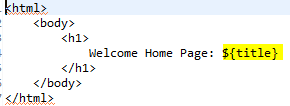 <html>
<body>
<h1>
Welcome Home Page: ${title}
</h1>
</body>
</html>